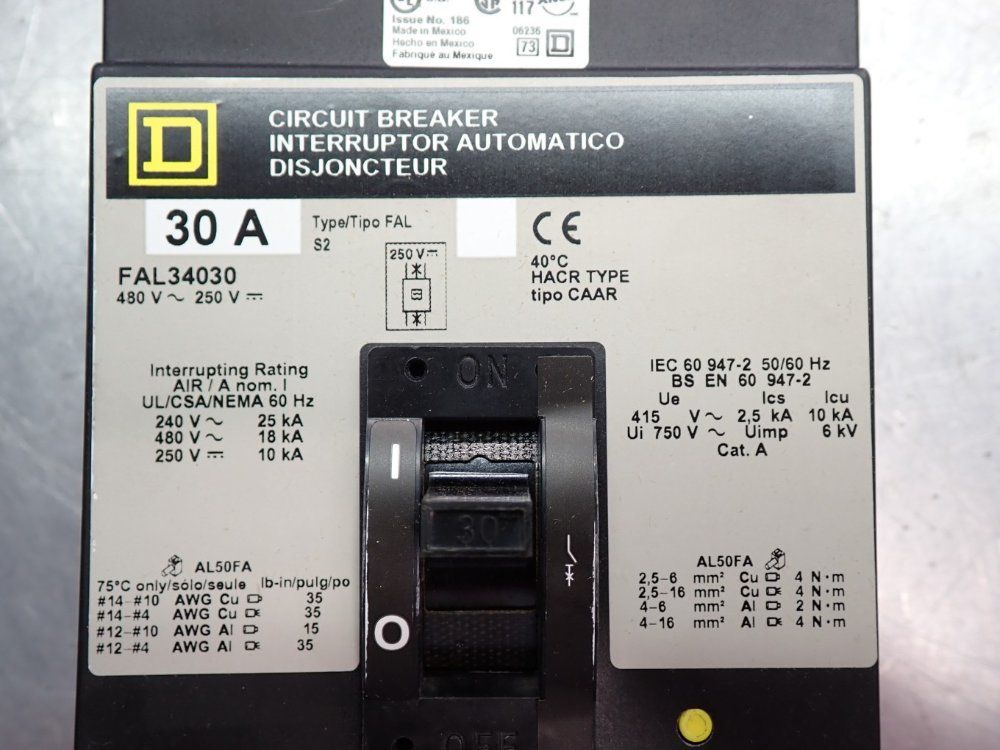 117
Issue No. 186
Made in Mexico
Hecho en Mexico
Fabriqué au Mexique
06236
73
D
CIRCUIT BREAKER
INTERRUPTOR AUTOMATICO
DISJONCTEUR
30 A
Type/Tipo FAL
S2
FAL34030
480 V ~ 250 V ⎓
250 V ⎓
CE
40°C
HACR TYPE
tipo CAAR
Interrupting Rating
AIR / A nom. I
UL/CSA/NEMA 60 Hz
240 V ~ 25 kA
480 V ~ 18 kA
250 V ⎓ 10 kA
ON
IEC 60 947-2 50/60 Hz
BS EN 60 947-2
Ue Ics Icu
415 V ~ 2,5 kA 10 kA
Ui 750 V ~ Uimp 6 kV
Cat. A
I
30
O
AL50FA
75°C only/sólo/seule lb-in/pulg/po
#14-#10 AWG Cu 35
#14-#4 AWG Cu 35
#12-#10 AWG Al 15
#12-#4 AWG Al 35
AL50FA
2,5-6 mm² Cu 4 N·m
2,5-16 mm² Cu 4 N·m
4-6 mm² Al 2 N·m
4-16 mm² Al 4 N·m
OFF